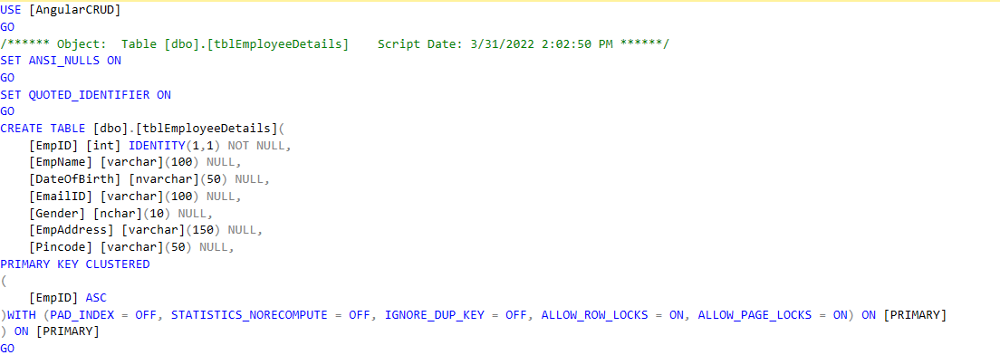 USE [AngularCRUD]
GO
/****** Object:  Table [dbo].[tblEmployeeDetails]    Script Date: 3/31/2022 2:02:50 PM ******/
SET ANSI_NULLS ON
GO
SET QUOTED_IDENTIFIER ON
GO
CREATE TABLE [dbo].[tblEmployeeDetails](
    [EmpID] [int] IDENTITY(1,1) NOT NULL,
    [EmpName] [varchar](100) NULL,
    [DateOfBirth] [nvarchar](50) NULL,
    [EmailID] [varchar](100) NULL,
    [Gender] [nchar](10) NULL,
    [EmpAddress] [varchar](150) NULL,
    [Pincode] [varchar](50) NULL,
PRIMARY KEY CLUSTERED
(
    [EmpID] ASC
)WITH (PAD_INDEX = OFF, STATISTICS_NORECOMPUTE = OFF, IGNORE_DUP_KEY = OFF, ALLOW_ROW_LOCKS = ON, ALLOW_PAGE_LOCKS = ON) ON [PRIMARY]
) ON [PRIMARY]
GO